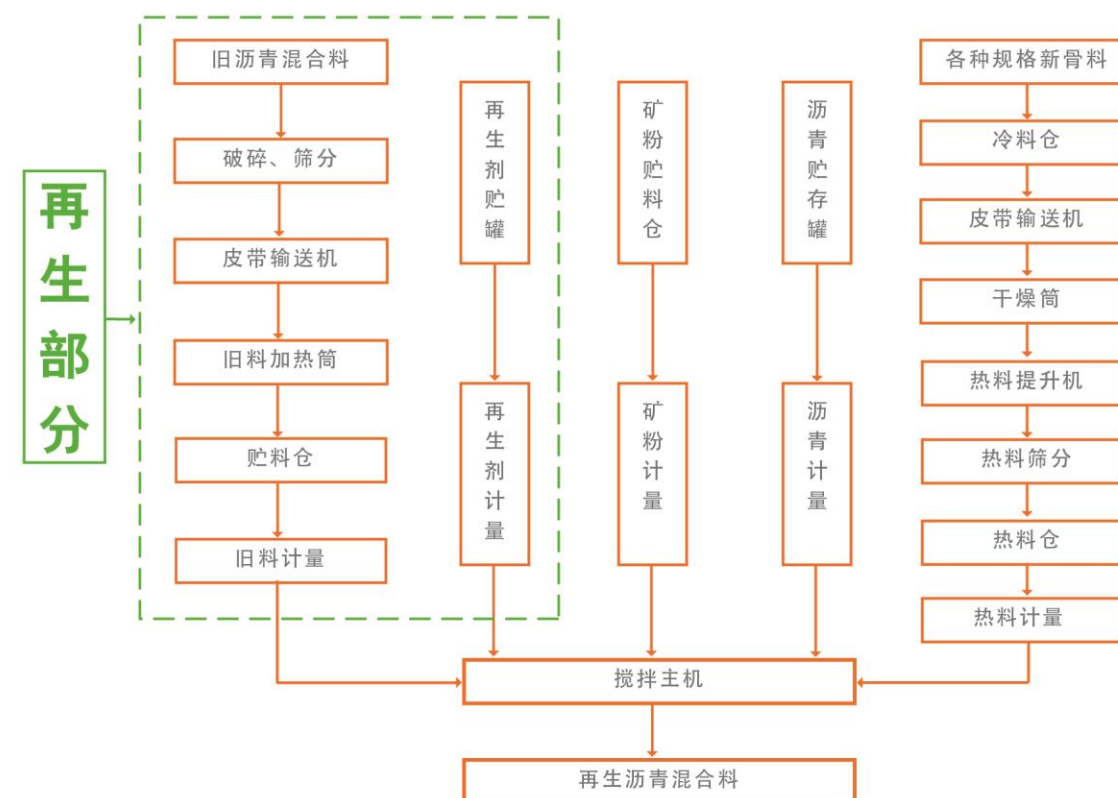 再生部分
旧沥青混合料
破碎、筛分
皮带输送机
旧料加热筒
贮料仓
旧料计量
再生剂贮罐
再生剂计量
矿粉贮料仓
矿粉计量
沥青贮存罐
沥青计量
各种规格新骨料
冷料仓
皮带输送机
干燥筒
热料提升机
热料筛分
热料仓
热料计量
搅拌主机
再生沥青混合料